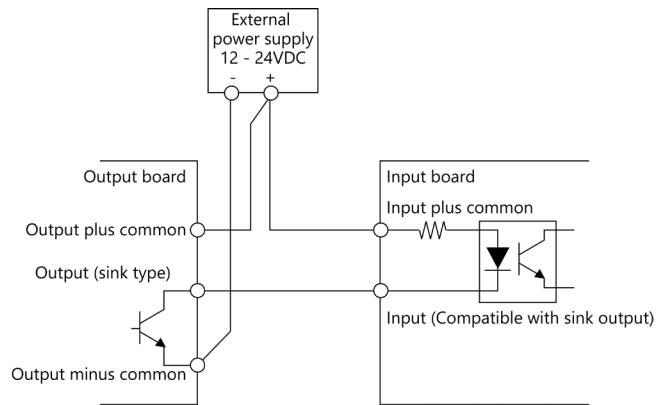 External
power supply
12 - 24VDC
- +
Output board
Input board
Input plus common
Output plus common
Output (sink type)
Input (Compatible with sink output)
Output minus common